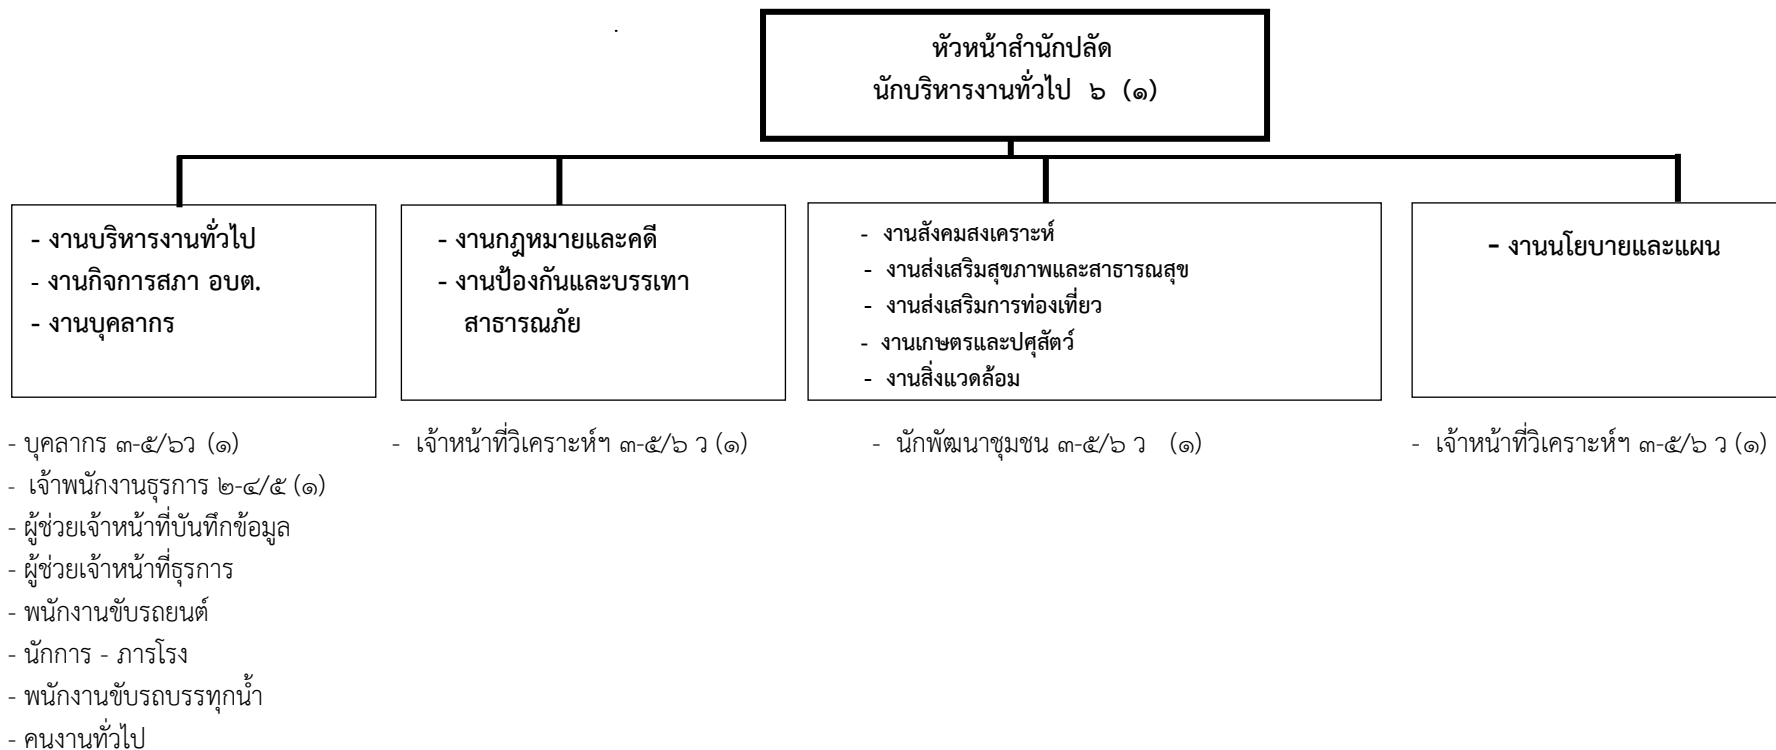 หัวหน้าสำนักปลัด
นักบริหารงานทั่วไป ๖ (๑)
- งานบริหารงานทั่วไป
- งานกิจการสภา อบต.
- งานบุคลากร
- งานกฎหมายและคดี
- งานป้องกันและบรรเทา
สาธารณภัย
- งานสังคมสงเคราะห์
- งานส่งเสริมสุขภาพและสาธารณสุข
- งานส่งเสริมการท่องเที่ยว
- งานเกษตรและปศุสัตว์
- งานสิ่งแวดล้อม
- งานนโยบายและแผน
- บุคลากร ๓-๕/๖ว (๑)
- เจ้าพนักงานธุรการ ๒-๔/๕ (๑)
- ผู้ช่วยเจ้าหน้าที่บันทึกข้อมูล
- ผู้ช่วยเจ้าหน้าที่ธุรการ
- พนักงานขับรถยนต์
- นักการ - ภารโรง
- พนักงานขับรถบรรทุกน้ำ
- คนงานทั่วไป
- เจ้าหน้าที่วิเคราะห์ฯ ๓-๕/๖ ว (๑)
- นักพัฒนาชุมชน ๓-๕/๖ ว (๑)
- เจ้าหน้าที่วิเคราะห์ฯ ๓-๕/๖ ว (๑)